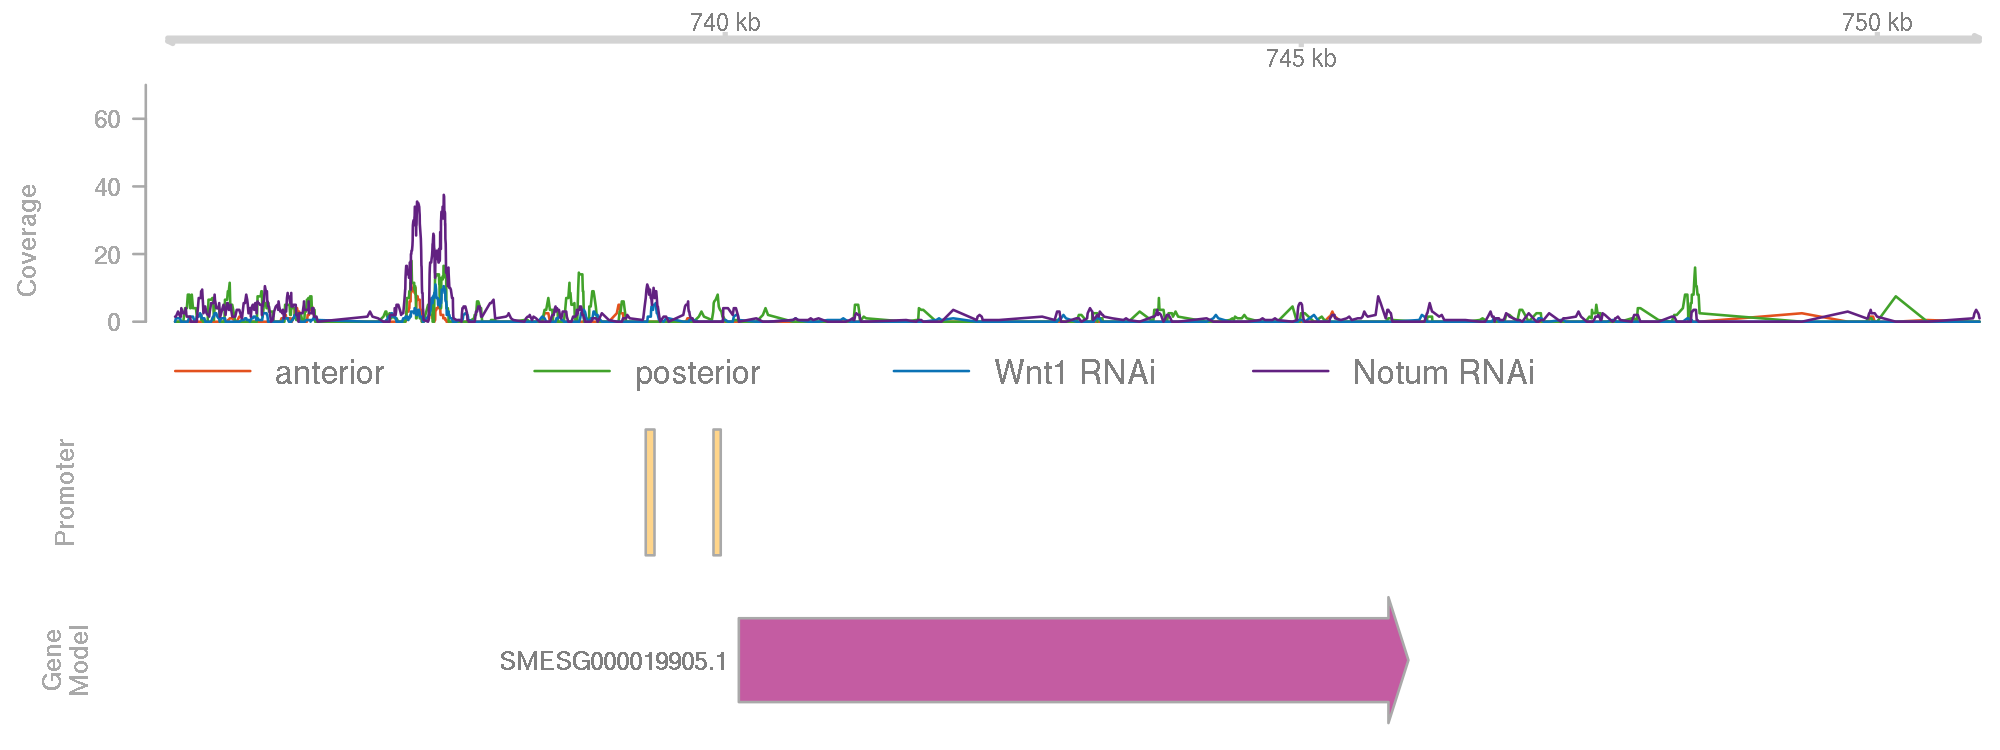 740 kb
750 kb
745 kb
Coverage
60
40
20
0
anterior posterior Wnt1 RNAi Notum RNAi
Promoter
Gene
Model
SMESG000019905.1